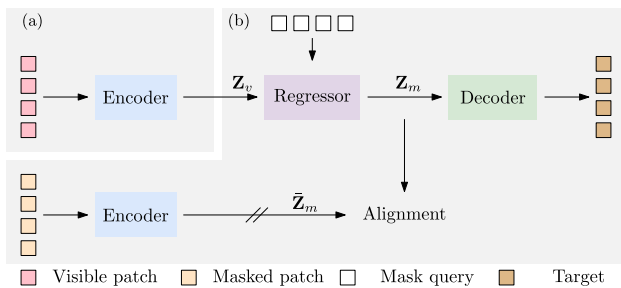 (a)
(b)
Encoder
Z_v
Regressor
Z_m
Decoder
Encoder
Z̄_m
Alignment
Visible patch
Masked patch
Mask query
Target